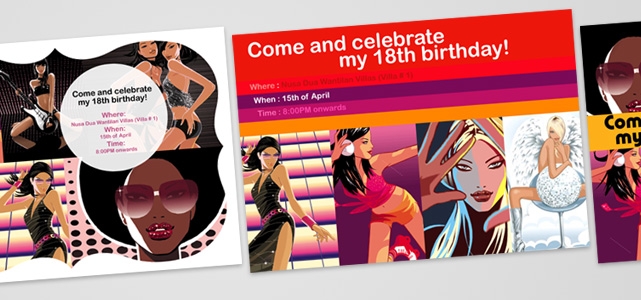 Come and celebrate
my 18th birthday!
Where:
Nusa Dua Wantilan Villas (Villa # 1)
When:
15th of April
Time:
8:00PM onwards
Come and celebrate
my 18th birthday!
Where : Nusa Dua Wantilan Villas (Villa # 1)
When : 15th of April
Time : 8:00PM onwards
Com
my